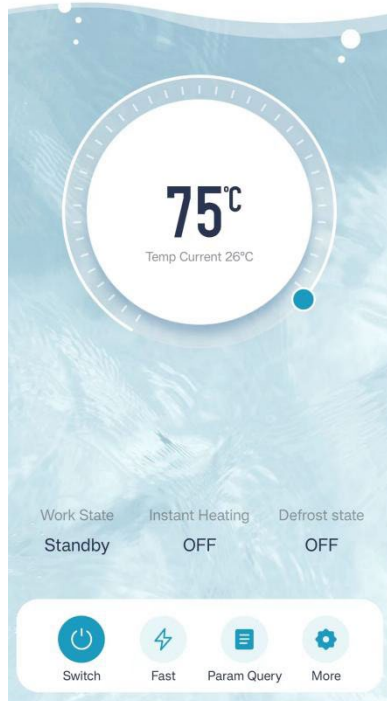 75°C
Temp Current 26°C
Work State Instant Heating Defrost state
Standby OFF OFF
Switch Fast Param Query More